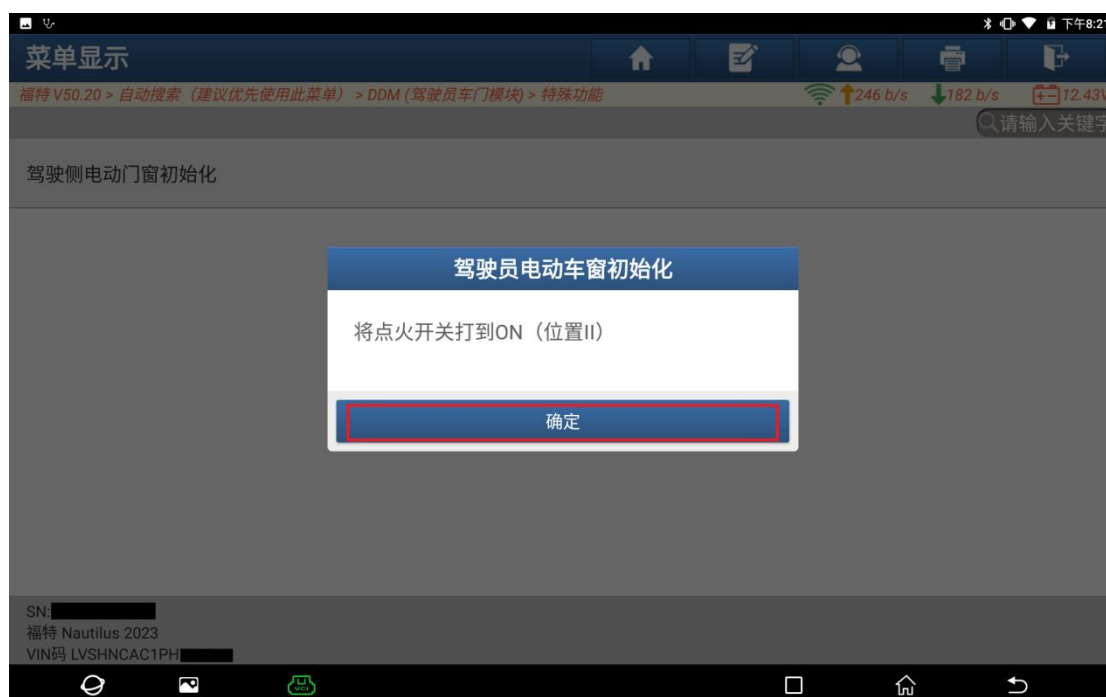 下午8:21
菜单显示
福特 V50.20 > 自动搜索（建议优先使用此菜单） > DDM (驾驶员车门模块) > 特殊功能
246 b/s
182 b/s
12.43V
请输入关键字
驾驶侧电动门窗初始化
驾驶员电动车窗初始化
将点火开关打到ON（位置II）
确定
SN:
福特 Nautilus 2023
VIN码 LVSHNCAC1PH
VCI